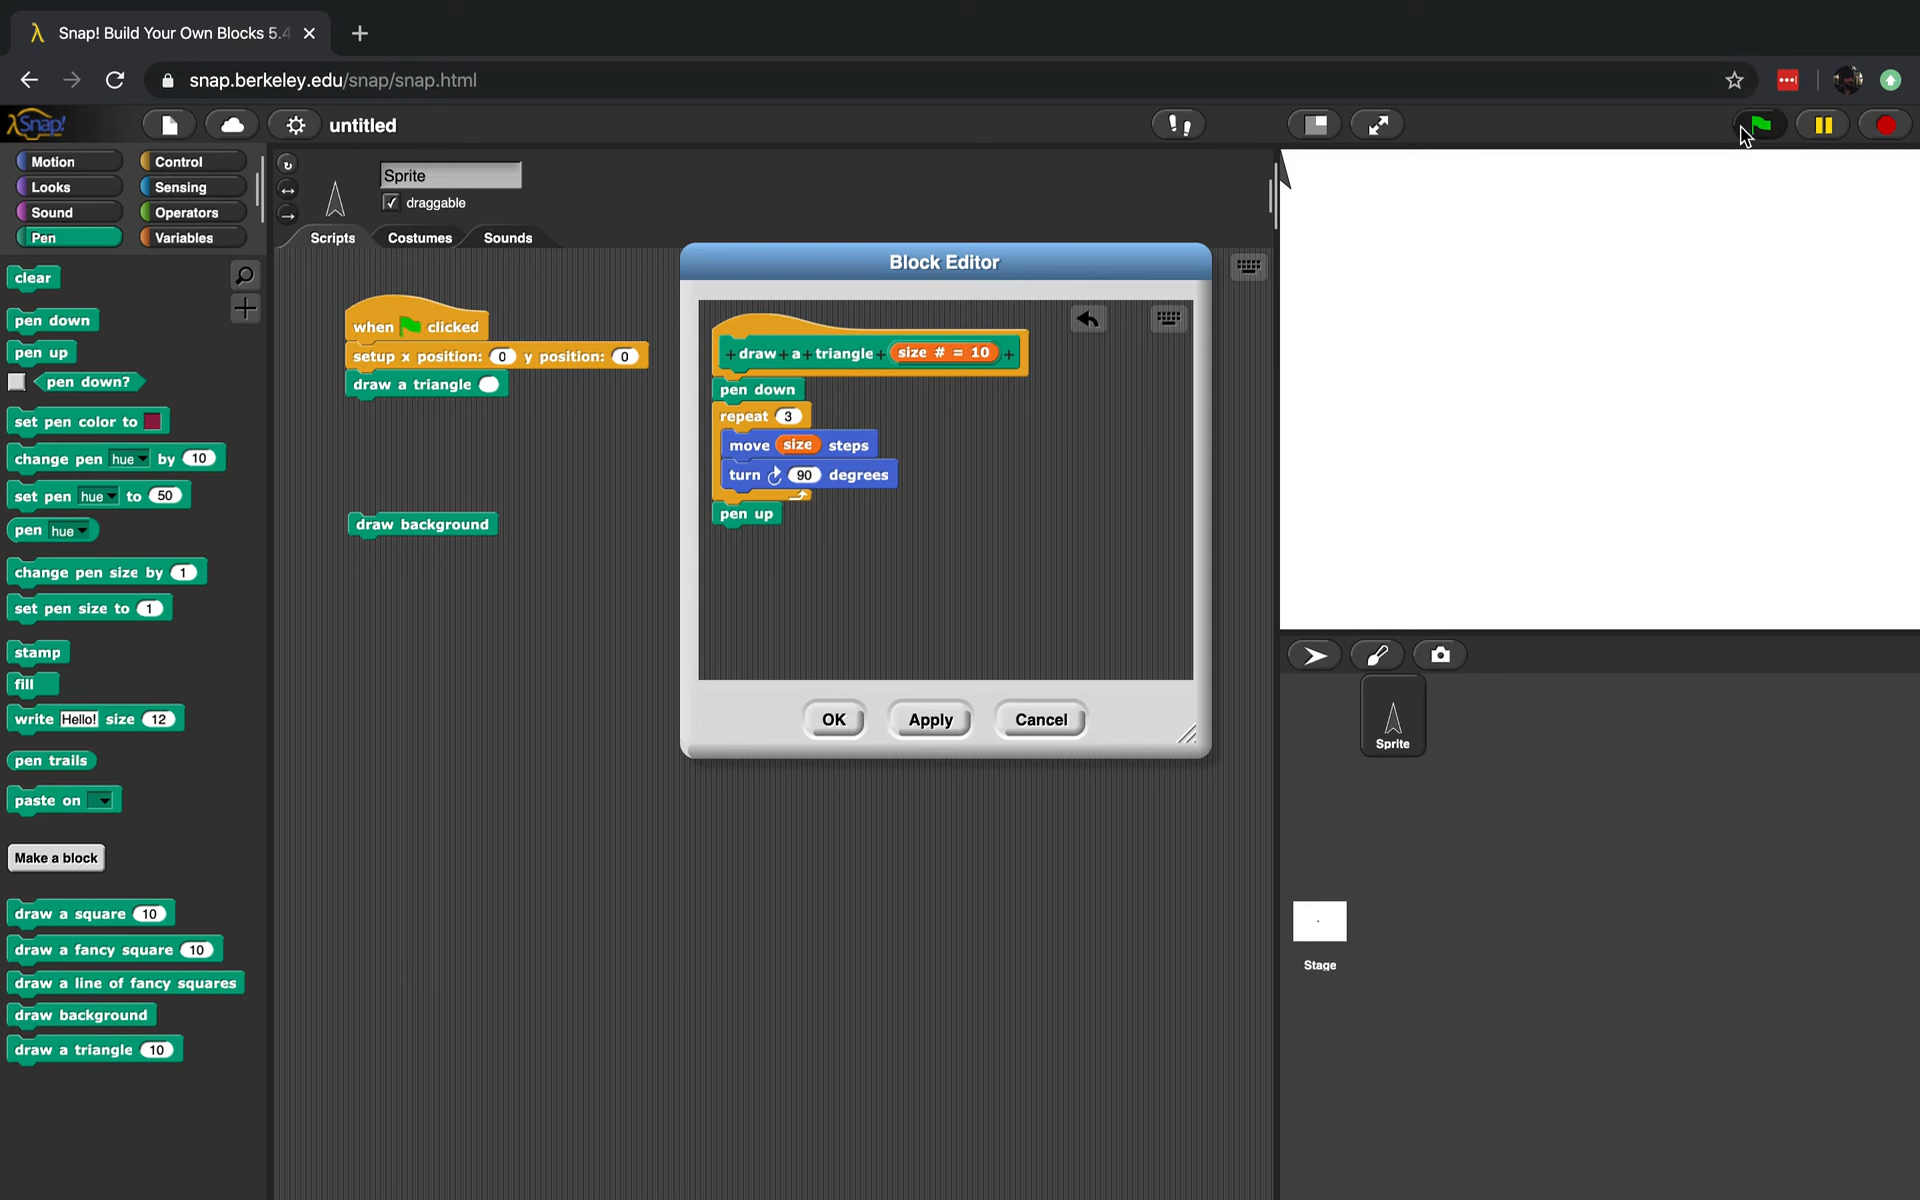 Snap! Build Your Own Blocks 5.4
snap.berkeley.edu/snap/snap.html
λSnap!
untitled
Motion
Control
Looks
Sensing
Sound
Operators
Pen
Variables
Sprite
draggable
Scripts
Costumes
Sounds
clear
pen down
pen up
pen down?
set pen color to
change pen hue by 10
set pen hue to 50
pen hue
change pen size by 1
set pen size to 1
stamp
fill
write Hello! size 12
pen trails
paste on
Make a block
draw a square 10
draw a fancy square 10
draw a line of fancy squares
draw background
draw a triangle 10
when clicked
setup x position: 0 y position: 0
draw a triangle
draw background
Block Editor
+ draw + a + triangle + size # = 10 +
pen down
repeat 3
move size steps
turn 90 degrees
pen up
OK
Apply
Cancel
Sprite
Stage